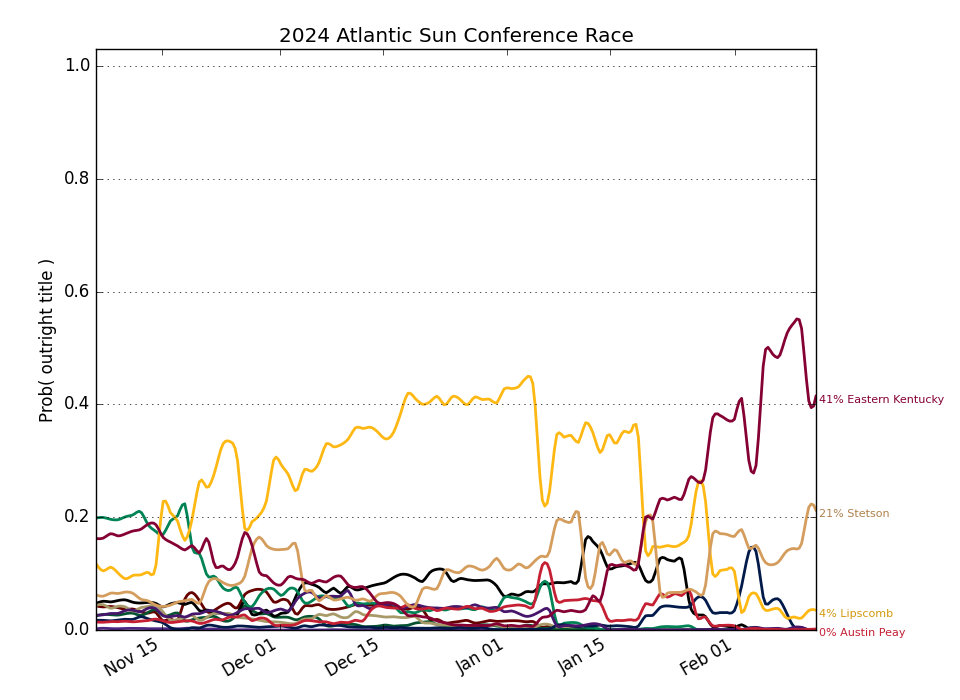 2024 Atlantic Sun Conference Race
Prob( outright title )
1.0
0.8
0.6
0.4
0.2
0.0
Nov 15
Dec 01
Dec 15
Jan 01
Jan 15
Feb 01
41% Eastern Kentucky
21% Stetson
4% Lipscomb
0% Austin Peay